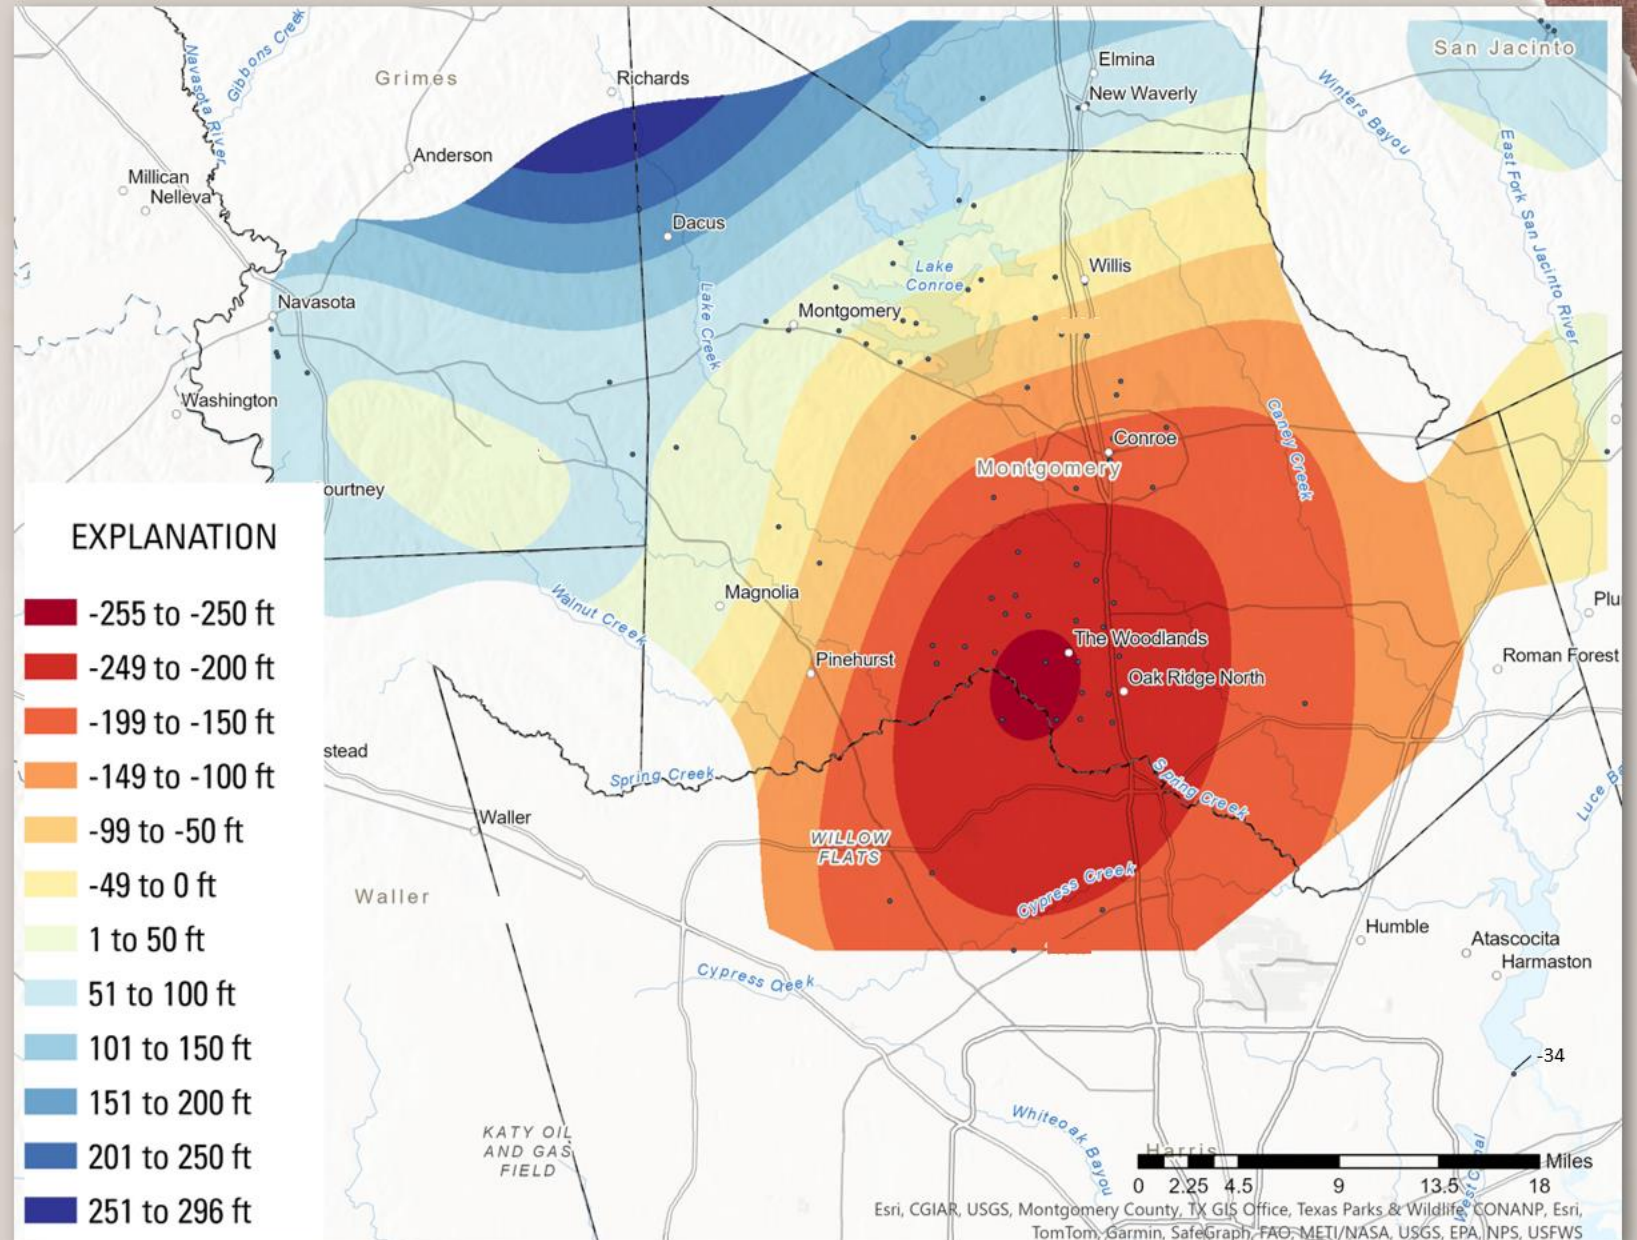 San Jacinto
Grimes
Gibbons Creek
Navasota River
Richards
Elmina
New Waverly
Winters Bayou
East Fork San Jacinto River
Anderson
Millican
Nelleva
Dacus
Lake
Conroe
Willis
Navasota
Lake Creek
Montgomery
Washington
Caney Creek
Conroe
Montgomery
ourtney
Walnut Creek
Magnolia
Plu
The Woodlands
Pinehurst
Oak Ridge North
Roman Forest
stead
Spring Creek
Spring Creek
Luce B
Waller
WILLOW
FLATS
Cypress Creek
Waller
Humble
Atascocita
Harmaston
Cypress Creek
-34
Whiteoak Bayou
KATY OIL
AND GAS
FIELD
Harris
West Canal
EXPLANATION
-255 to -250 ft
-249 to -200 ft
-199 to -150 ft
-149 to -100 ft
-99 to -50 ft
-49 to 0 ft
1 to 50 ft
51 to 100 ft
101 to 150 ft
151 to 200 ft
201 to 250 ft
251 to 296 ft
Miles
0 2.25 4.5 9 13.5 18
Esri, CGIAR, USGS, Montgomery County, TX GIS Office, Texas Parks & Wildlife, CONANP, Esri,
TomTom, Garmin, SafeGraph, FAO, METI/NASA, USGS, EPA, NPS, USFWS